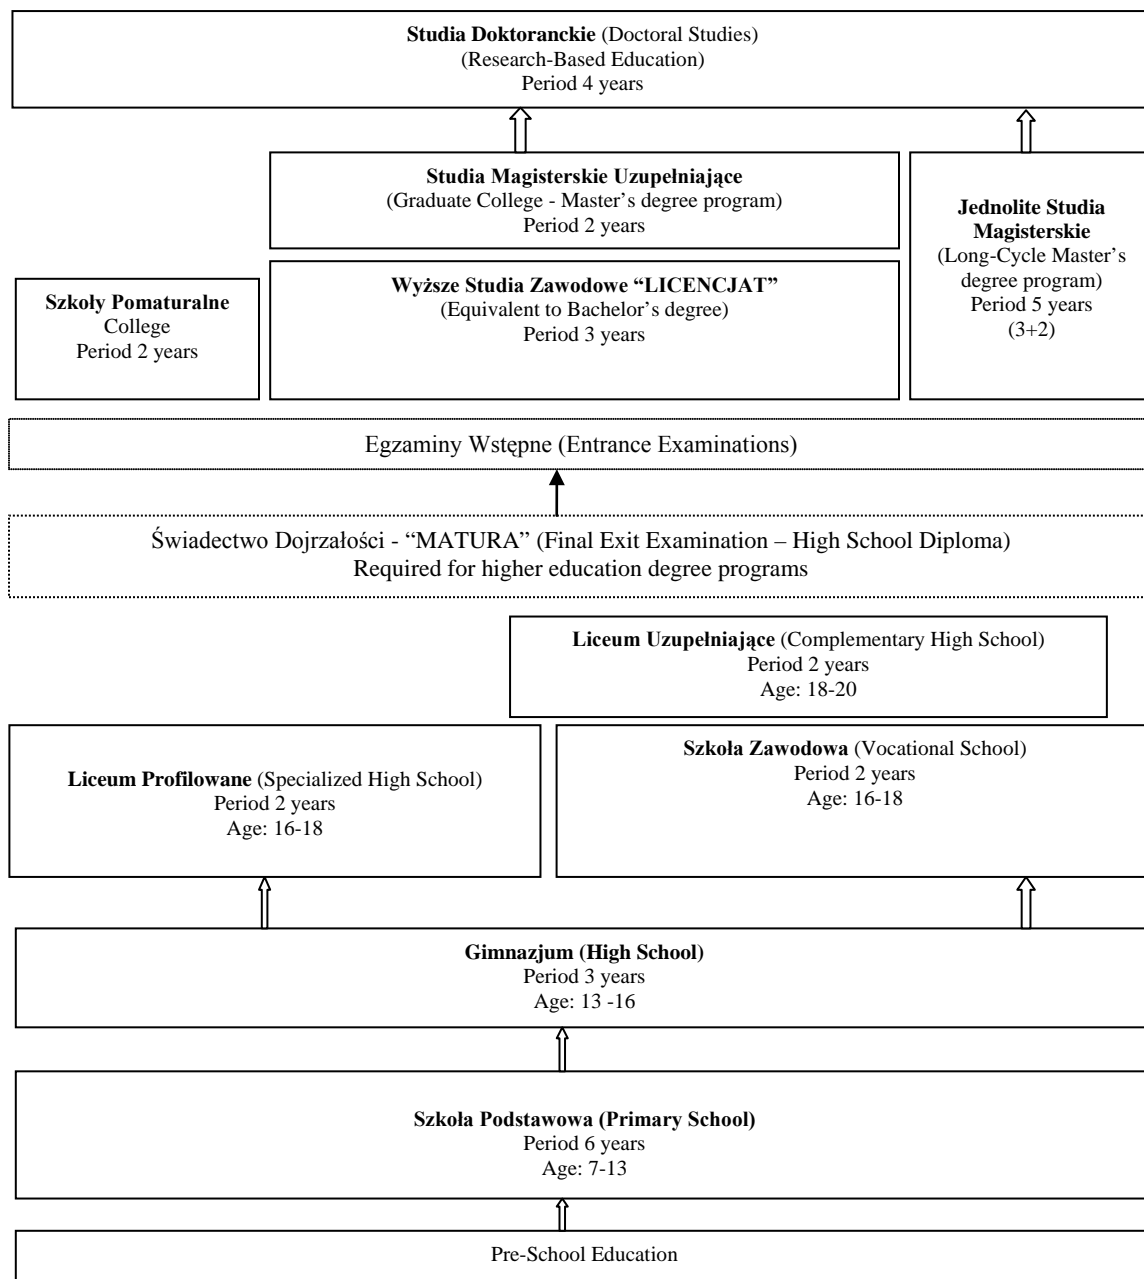 Studia Doktoranckie (Doctoral Studies)
(Research-Based Education)
Period 4 years
Studia Magisterskie Uzupełniające
(Graduate College - Master’s degree program)
Period 2 years
Jednolite Studia
Magisterskie
(Long-Cycle Master’s
degree program)
Period 5 years
(3+2)
Szkoły Pomaturalne
College
Period 2 years
Wyższe Studia Zawodowe “LICENCJAT”
(Equivalent to Bachelor’s degree)
Period 3 years
Egzaminy Wstępne (Entrance Examinations)
Świadectwo Dojrzałości - “MATURA” (Final Exit Examination – High School Diploma)
Required for higher education degree programs
Liceum Uzupełniające (Complementary High School)
Period 2 years
Age: 18-20
Liceum Profilowane (Specialized High School)
Period 2 years
Age: 16-18
Szkoła Zawodowa (Vocational School)
Period 2 years
Age: 16-18
Gimnazjum (High School)
Period 3 years
Age: 13 -16
Szkoła Podstawowa (Primary School)
Period 6 years
Age: 7-13
Pre-School Education